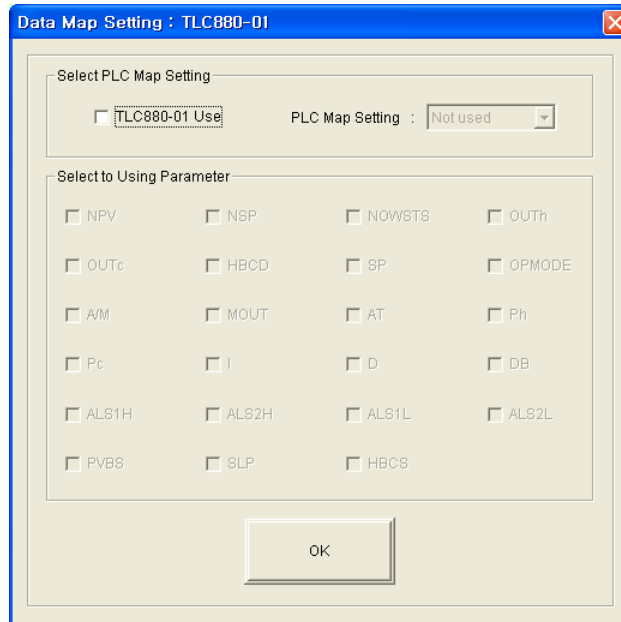 Data Map Setting : TLC880-01
Select PLC Map Setting
TLC880-01 Use PLC Map Setting : Not used
Select to Using Parameter
NPV NSP NOWSTS OUTh
OUTc HBCD SP OPMODE
A/M MOUT AT Ph
Pc I D DB
ALS1H ALS2H ALS1L ALS2L
PVBS SLP HBCS
OK